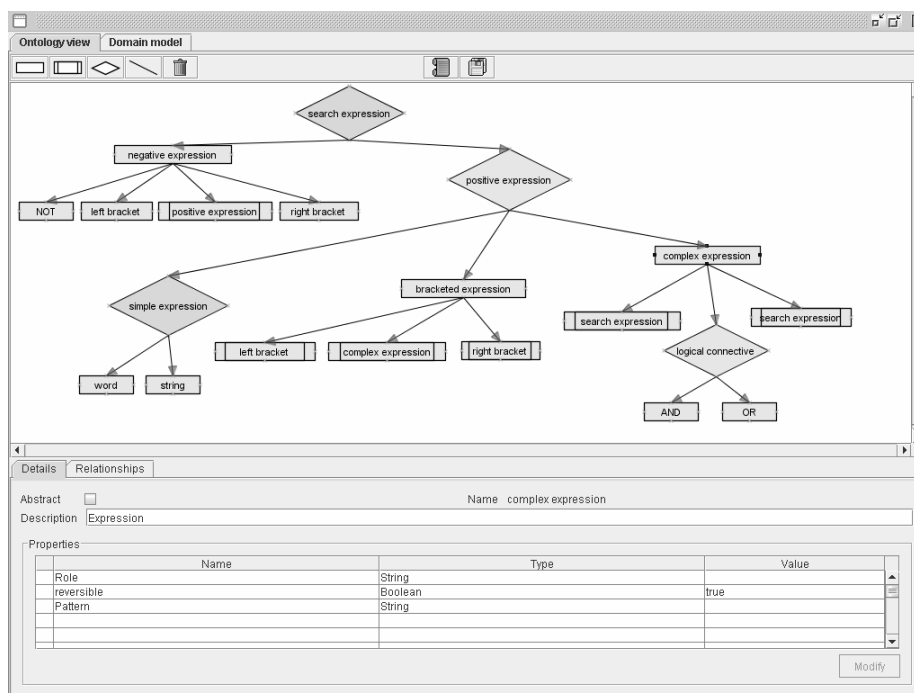 Ontology view Domain model
search expression
negative expression
positive expression
NOT left bracket positive expression right bracket
complex expression
bracketed expression
simple expression
search expression search expression
left bracket complex expression right bracket logical connective
word string
AND OR
Details Relationships
Abstract Name complex expression
Description Expression
Properties
Name Type Value
Role String
reversible Boolean true
Pattern String
Modify